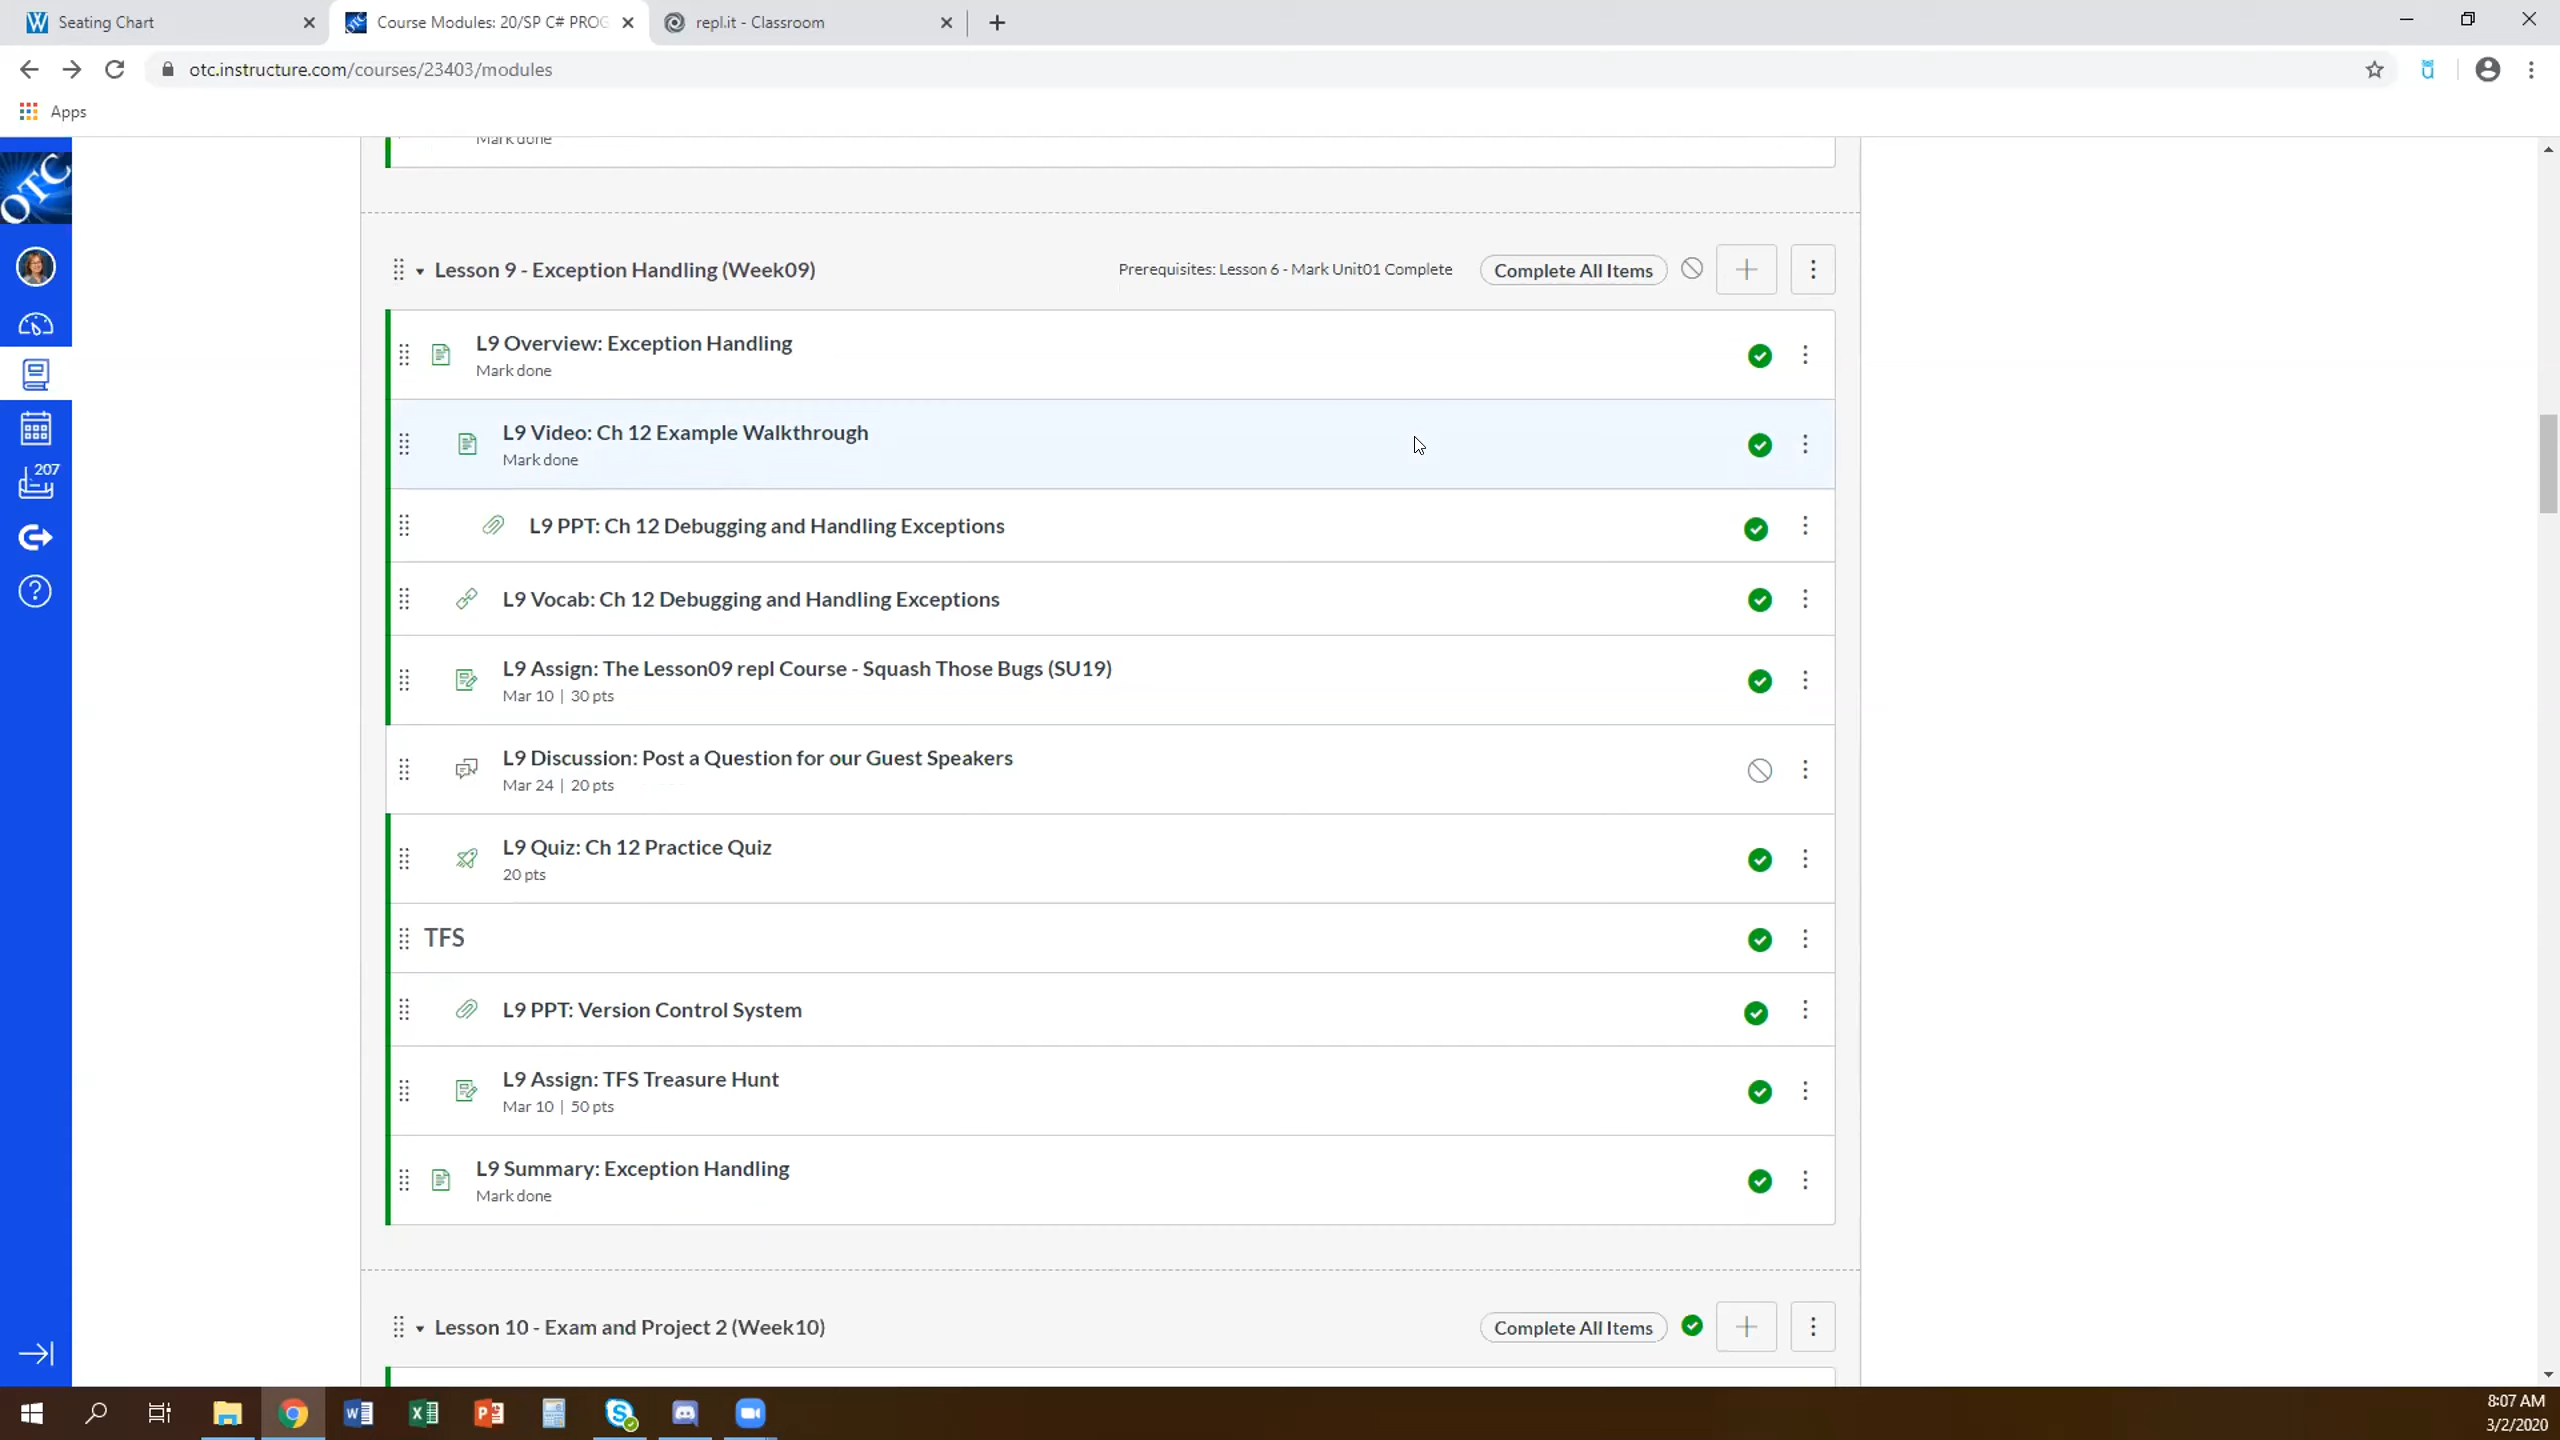 Seating Chart
Course Modules: 20/SP C# PROG
repl.it - Classroom
otc.instructure.com/courses/23403/modules
Apps
OTC
207
Mark done
Lesson 9 - Exception Handling (Week09)
Prerequisites: Lesson 6 - Mark Unit01 Complete
Complete All Items
L9 Overview: Exception Handling
Mark done
L9 Video: Ch 12 Example Walkthrough
Mark done
L9 PPT: Ch 12 Debugging and Handling Exceptions
L9 Vocab: Ch 12 Debugging and Handling Exceptions
L9 Assign: The Lesson09 repl Course - Squash Those Bugs (SU19)
Mar 10 | 30 pts
L9 Discussion: Post a Question for our Guest Speakers
Mar 24 | 20 pts
L9 Quiz: Ch 12 Practice Quiz
20 pts
TFS
L9 PPT: Version Control System
L9 Assign: TFS Treasure Hunt
Mar 10 | 50 pts
L9 Summary: Exception Handling
Mark done
Lesson 10 - Exam and Project 2 (Week10)
Complete All Items
8:07 AM
3/2/2020